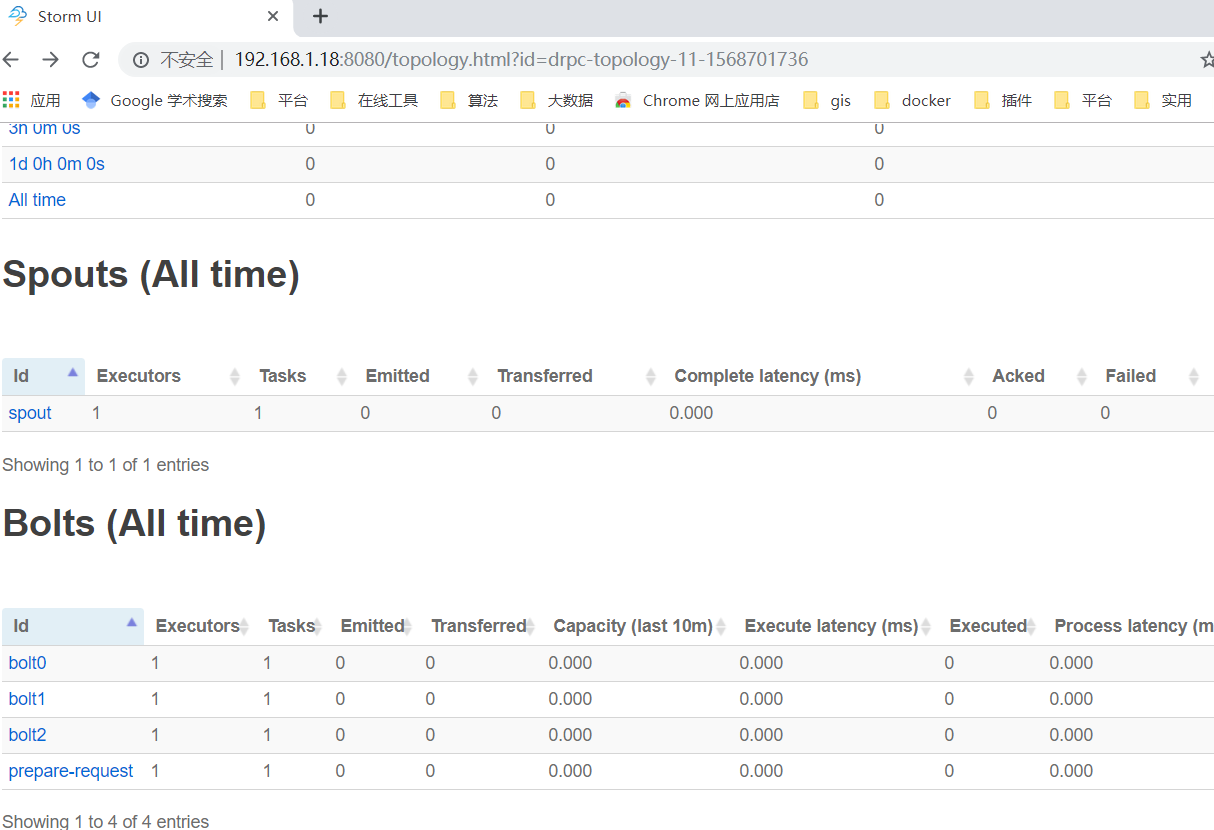 Storm UI
不安全 | 192.168.1.18:8080/topology.html?id=drpc-topology-11-1568701736
应用 Google 学术搜索 平台 在线工具 算法 大数据 Chrome 网上应用店 gis docker 插件 平台 实用
3h 0m 0s 0 0 0
1d 0h 0m 0s 0 0 0
All time 0 0 0
Spouts (All time)
Id Executors Tasks Emitted Transferred Complete latency (ms) Acked Failed
spout 1 1 0 0 0.000 0 0
Showing 1 to 1 of 1 entries
Bolts (All time)
Id Executors Tasks Emitted Transferred Capacity (last 10m) Execute latency (ms) Executed Process latency (m
bolt0 1 1 0 0 0.000 0.000 0 0.000
bolt1 1 1 0 0 0.000 0.000 0 0.000
bolt2 1 1 0 0 0.000 0.000 0 0.000
prepare-request 1 1 0 0 0.000 0.000 0 0.000
Showing 1 to 4 of 4 entries